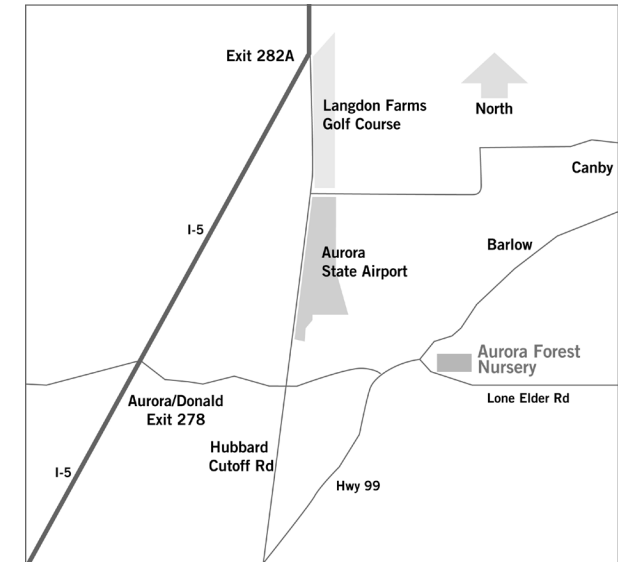 Exit 282A
Langdon Farms
Golf Course
North
Canby
I-5
Barlow
Aurora
State Airport
Aurora Forest
Nursery
Lone Elder Rd
Aurora/Donald
Exit 278
Hubbard
Cutoff Rd
I-5
Hwy 99